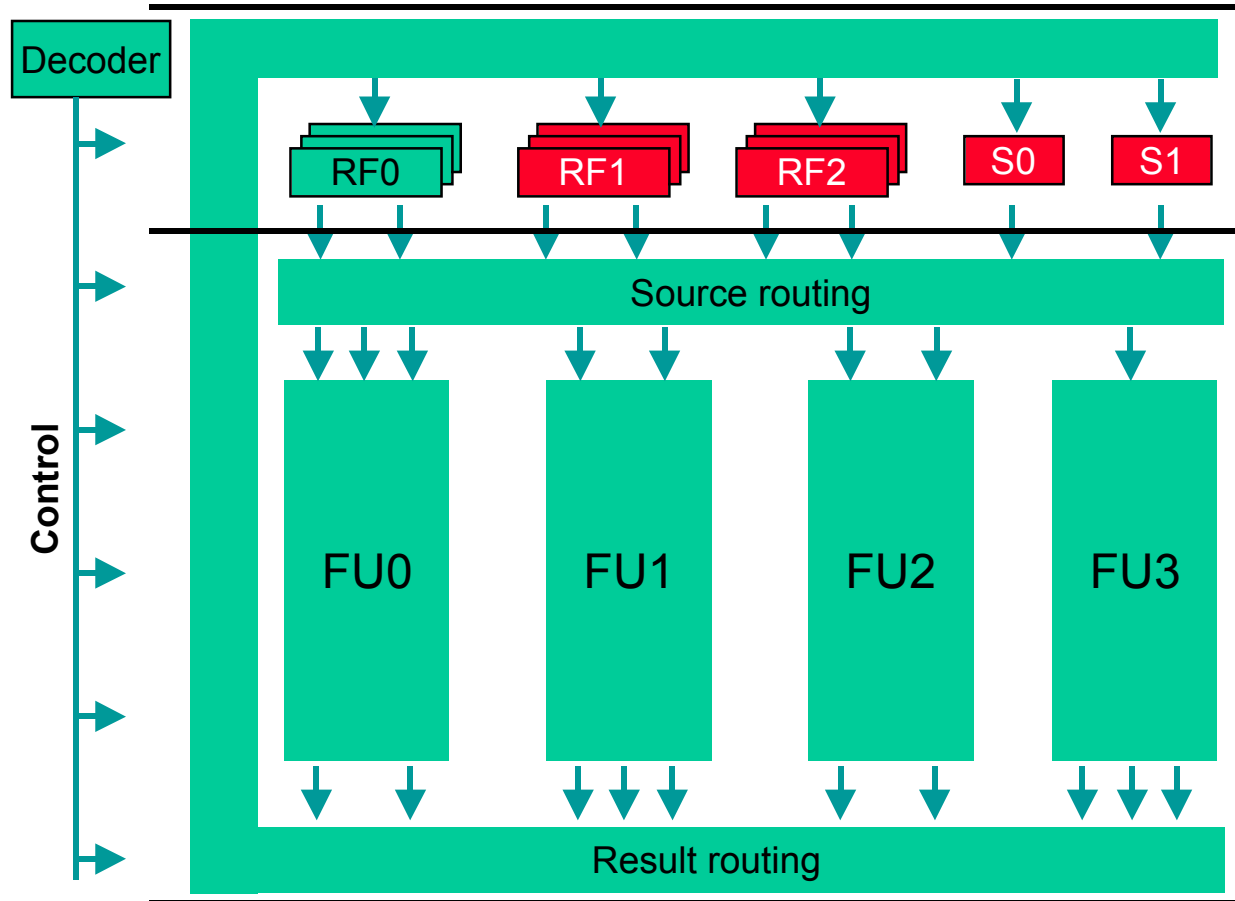 Decoder
RF0
RF1
RF2
S0
S1
Source routing
Control
FU0
FU1
FU2
FU3
Result routing